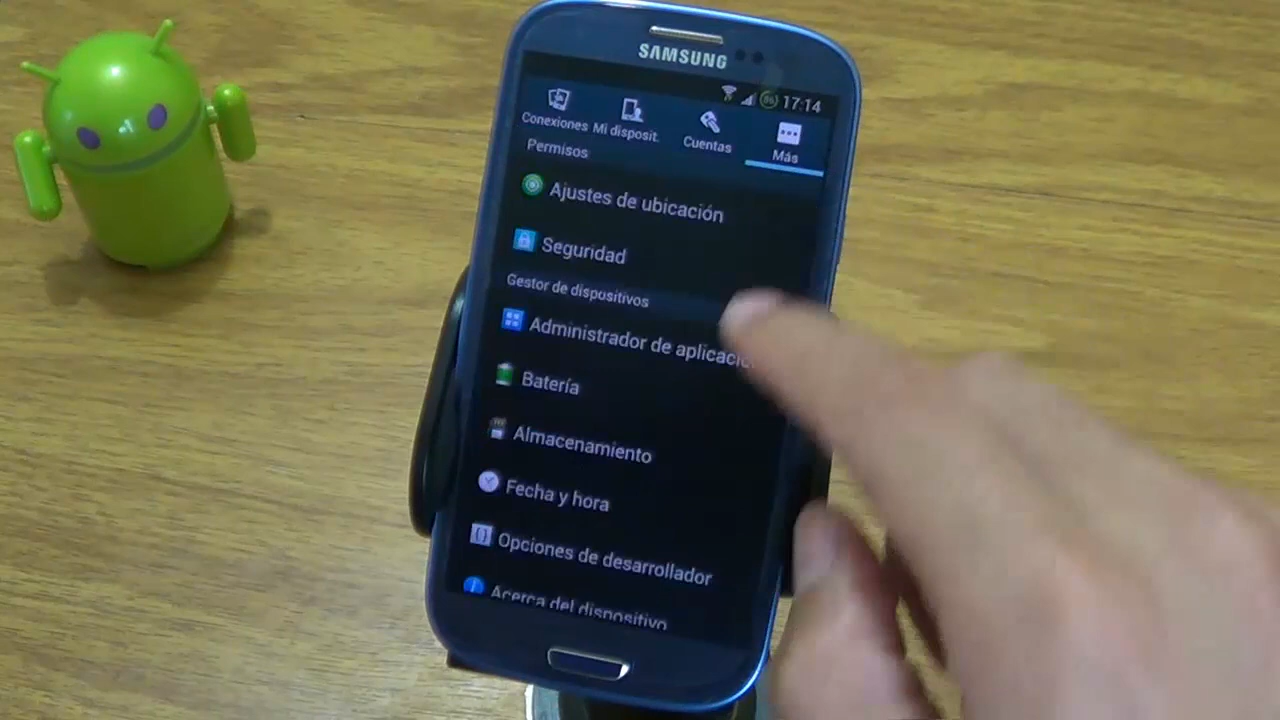 SAMSUNG
17:14
Conexiones Mi disposit. Cuentas Más
Permisos
Ajustes de ubicación
Seguridad
Gestor de dispositivos
Administrador de aplicacio
Batería
Almacenamiento
Fecha y hora
Opciones de desarrollador
Acerca del dispositivo